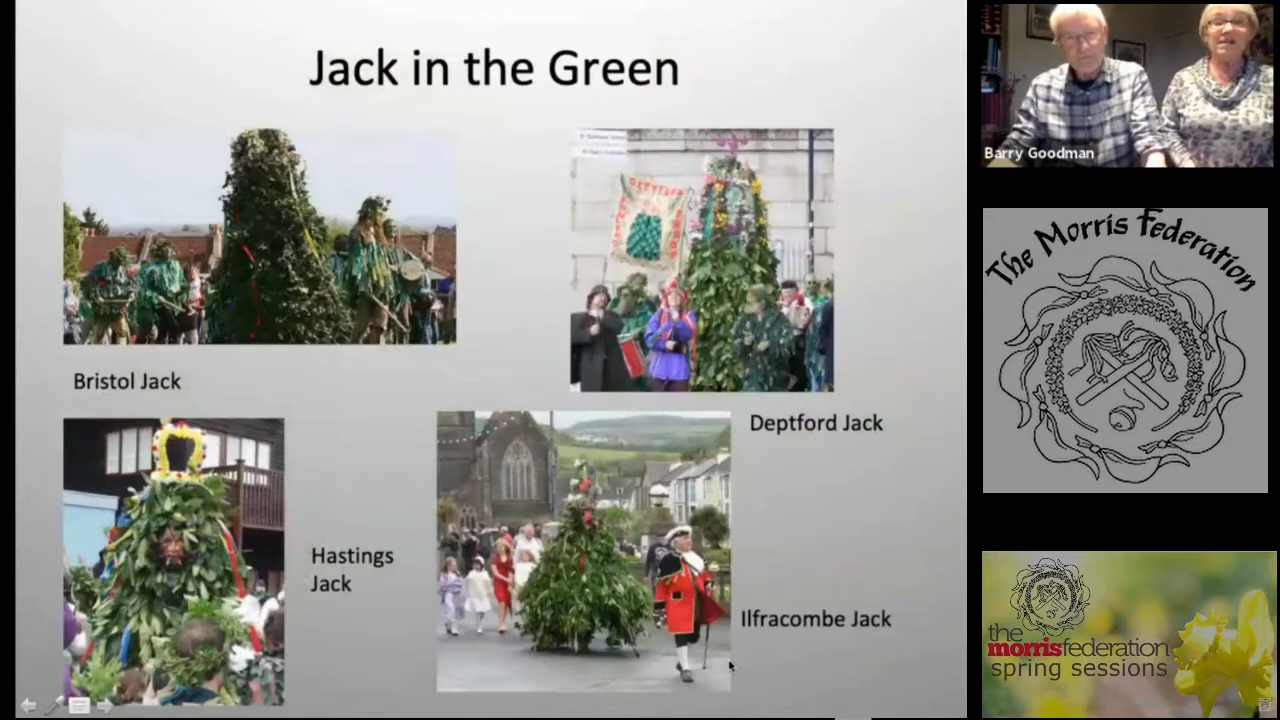 Jack in the Green
Bristol Jack
Deptford Jack
Hastings
Jack
Ilfracombe Jack
Barry Goodman
The Morris Federation
the
morrisfederation
spring sessions